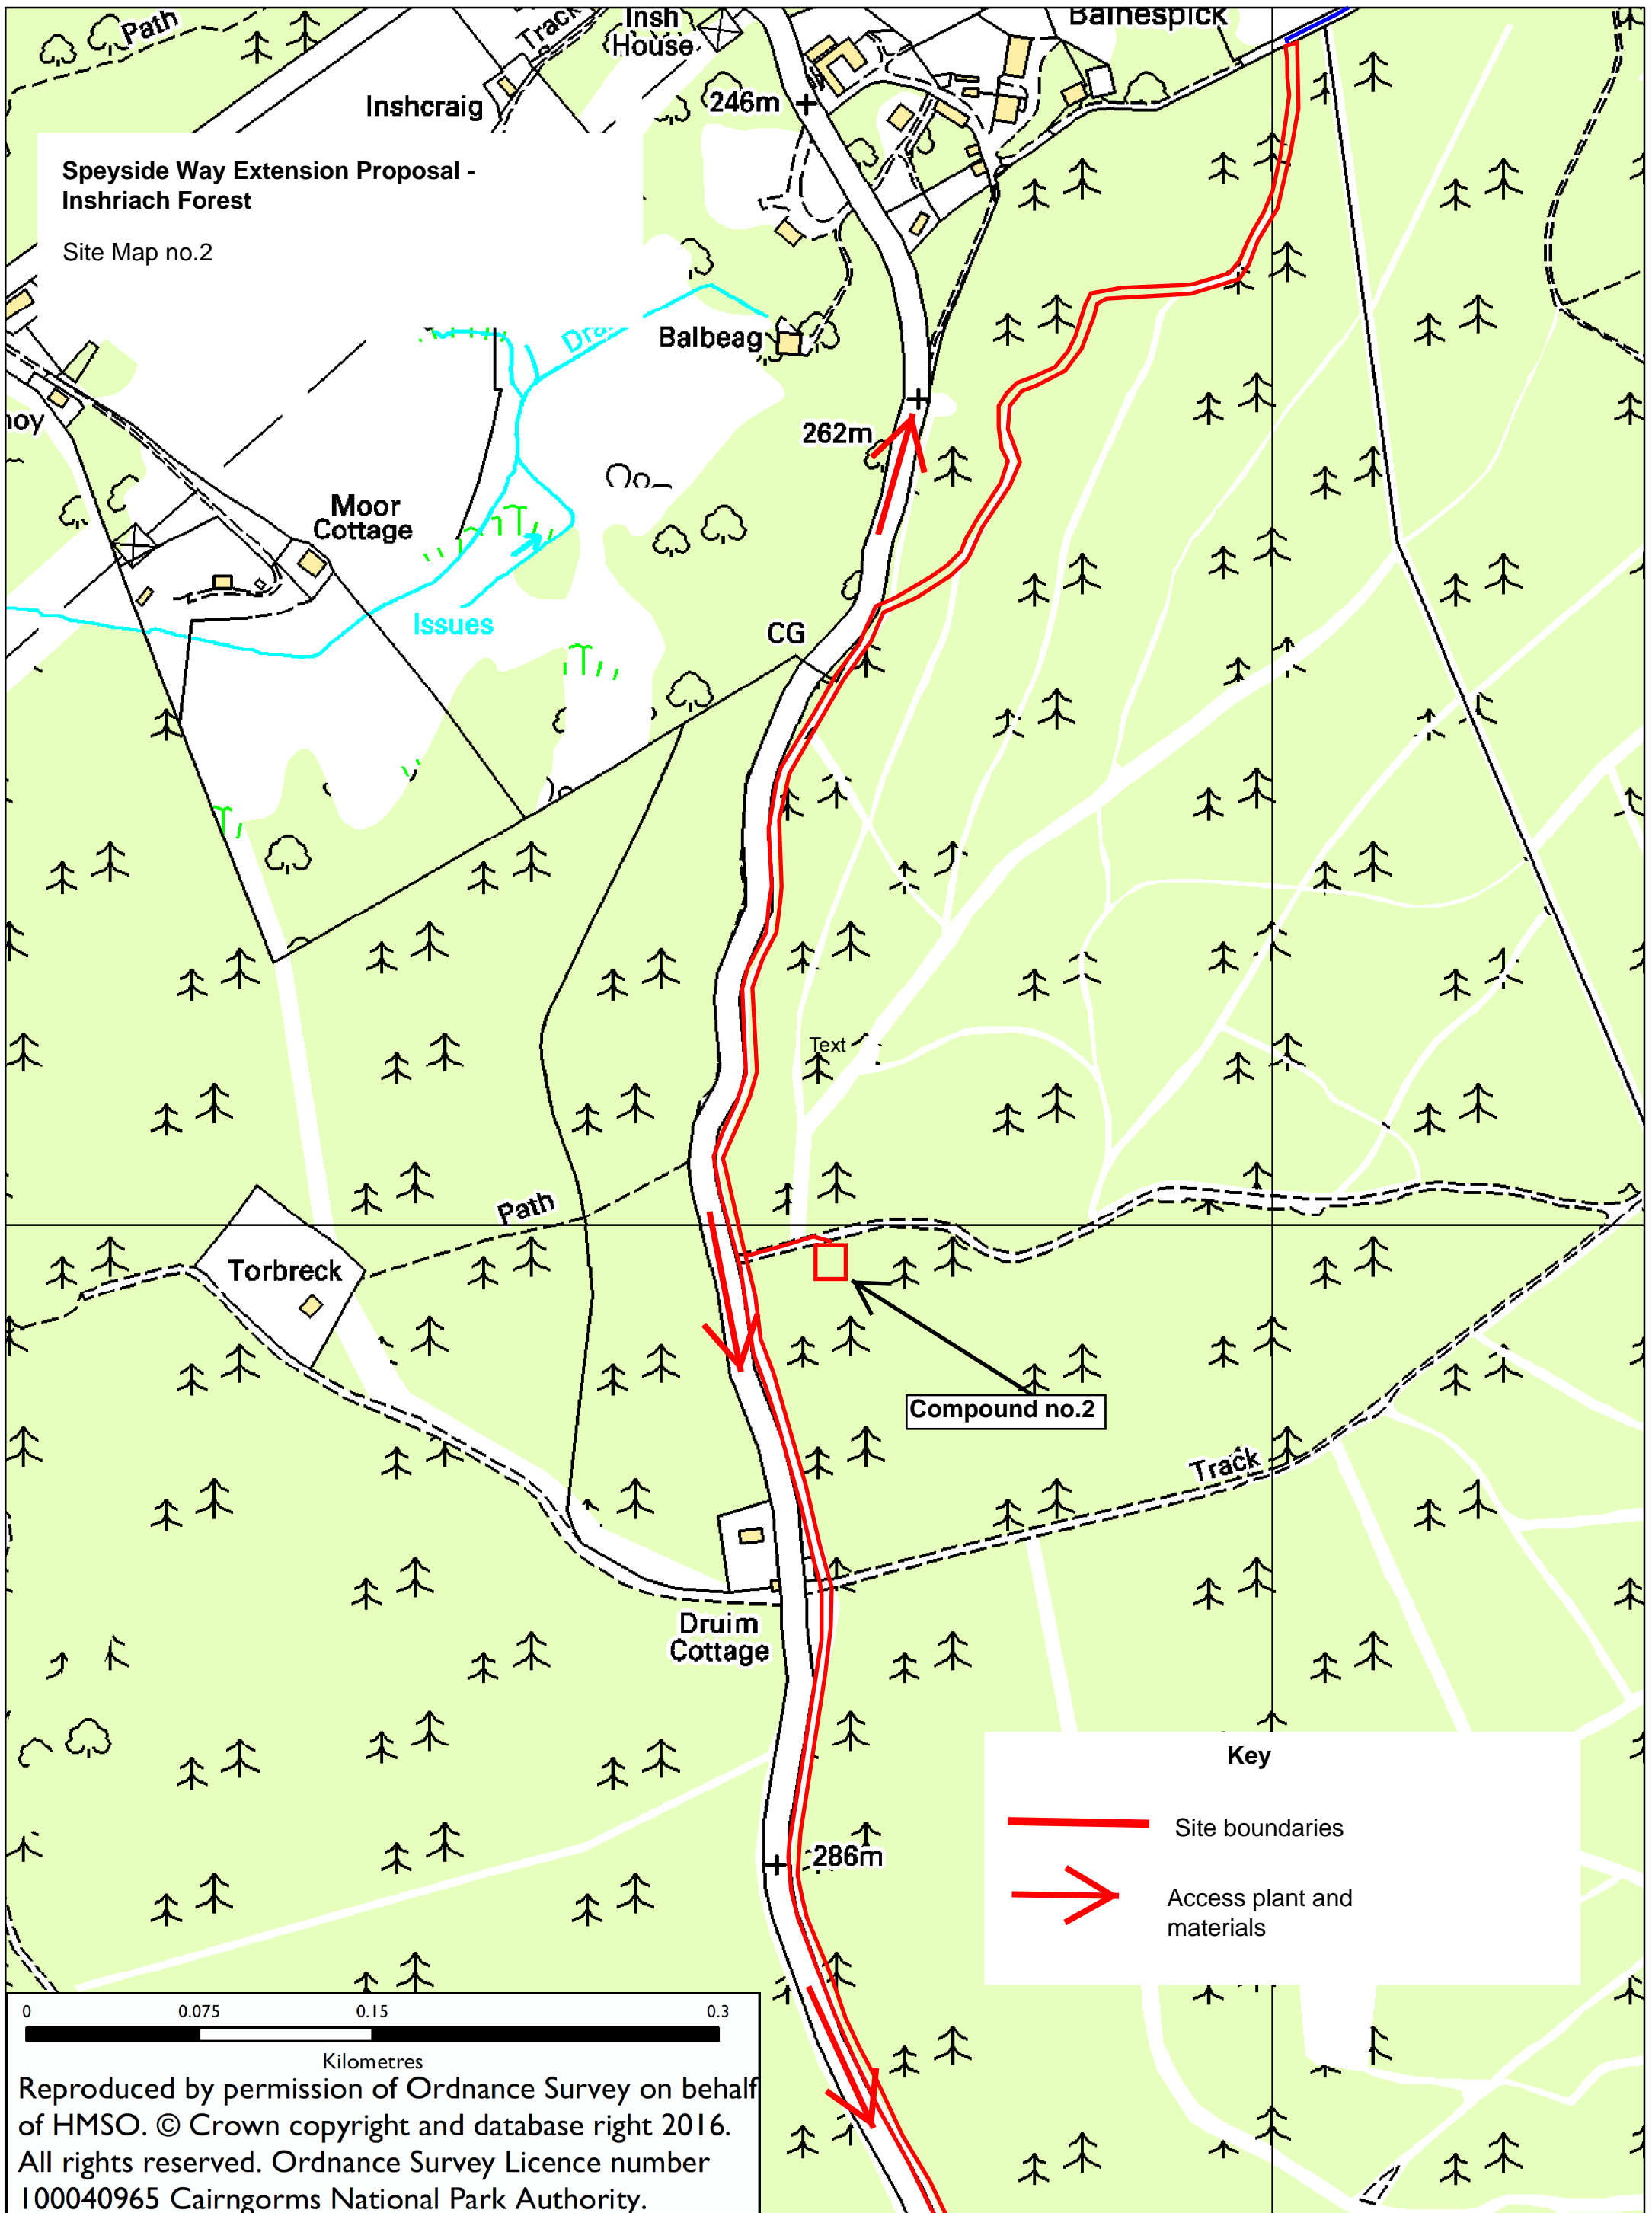 Path
Track
Insh
House
Balnespick
Inshcraig
246m
Speyside Way Extension Proposal -
Inshriach Forest
Site Map no.2
Balbeag
262m
Moor
Cottage
Issues
CG
Text
Path
Torbreck
Compound no.2
Track
Druim
Cottage
286m
Key
Site boundaries
Access plant and
materials
0 0.075 0.15 0.3
Kilometres
Reproduced by permission of Ordnance Survey on behalf
of HMSO. © Crown copyright and database right 2016.
All rights reserved. Ordnance Survey Licence number
100040965 Cairngorms National Park Authority.